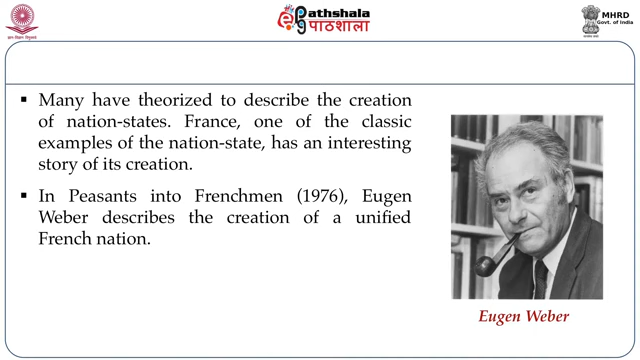 Pathshala
पाठशाला
MHRD
Govt. of India
▪ Many have theorized to describe the creation
of nation-states. France, one of the classic
examples of the nation-state, has an interesting
story of its creation.
▪ In Peasants into Frenchmen (1976), Eugen
Weber describes the creation of a unified
French nation.
Eugen Weber